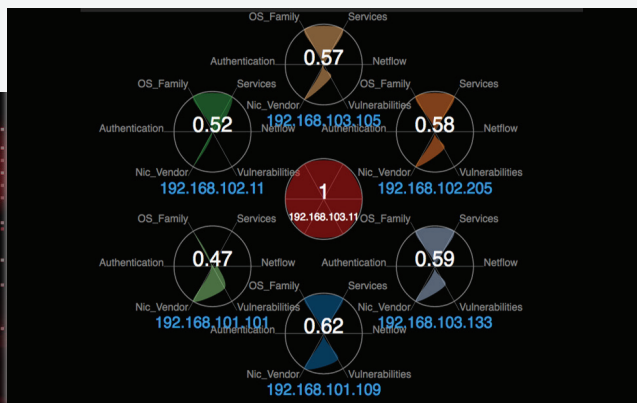 OS_Family Services
0.57
Authentication Netflow
Nic_Vendor Vulnerabilities
192.168.103.105
OS_Family Services
0.52
Authentication Netflow
Nic_Vendor Vulnerabilities
192.168.102.11
OS_Family Services
0.58
Authentication Netflow
Nic_Vendor Vulnerabilities
192.168.102.205
1
192.168.103.11
OS_Family Services
0.47
Authentication Netflow
Nic_Vendor Vulnerabilities
192.168.101.101
OS_Family Services
0.59
Authentication Netflow
Nic_Vendor Vulnerabilities
192.168.103.133
OS_Family Services
0.62
Authentication Netflow
Nic_Vendor Vulnerabilities
192.168.101.109